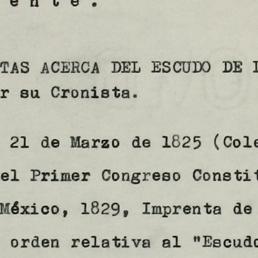 e n t e .
TAS ACERCA DEL ESCUDO DE
r su Cronista.
21 de Marzo de 1825 (Cole
el Primer Congreso Constit
México, 1829, Imprenta de
orden relativa al "Escudo